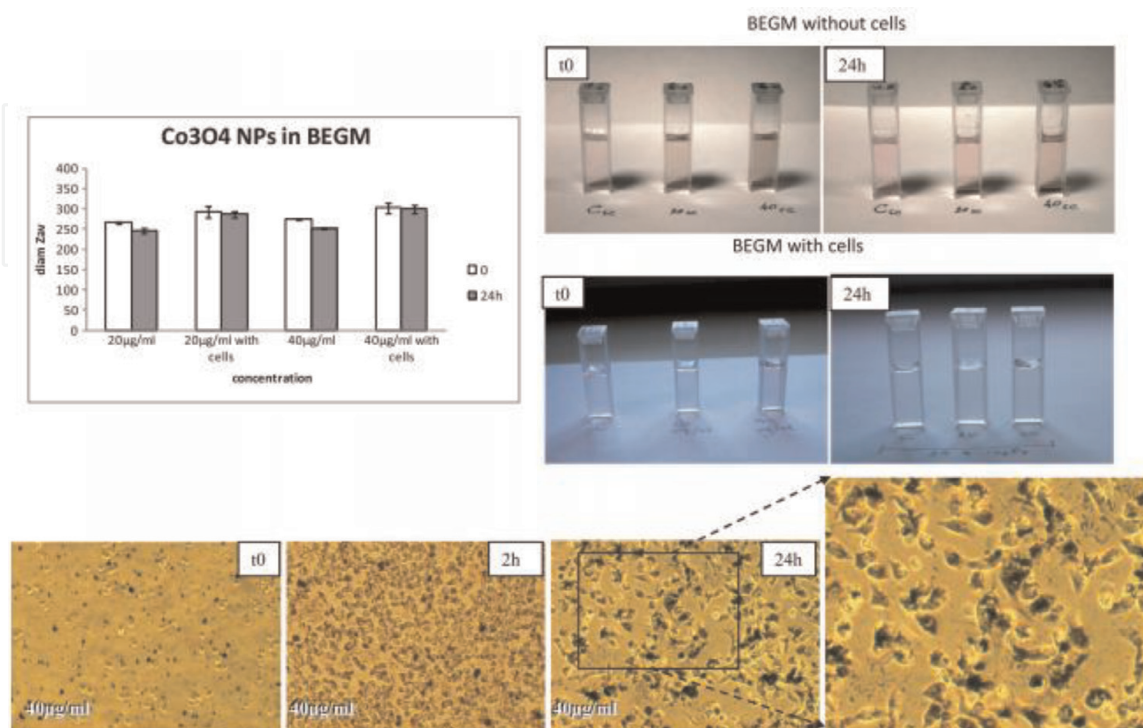 BEGM without cells
t0
24h
Co3O4 NPs in BEGM
400
350
300
250
200
150
100
50
0
diam Zav
20µg/ml
20µg/ml with
cells
40µg/ml
40µg/ml with
cells
concentration
0
24h
BEGM with cells
t0
24h
t0
40µg/ml
2h
40µg/ml
24h
40µg/ml